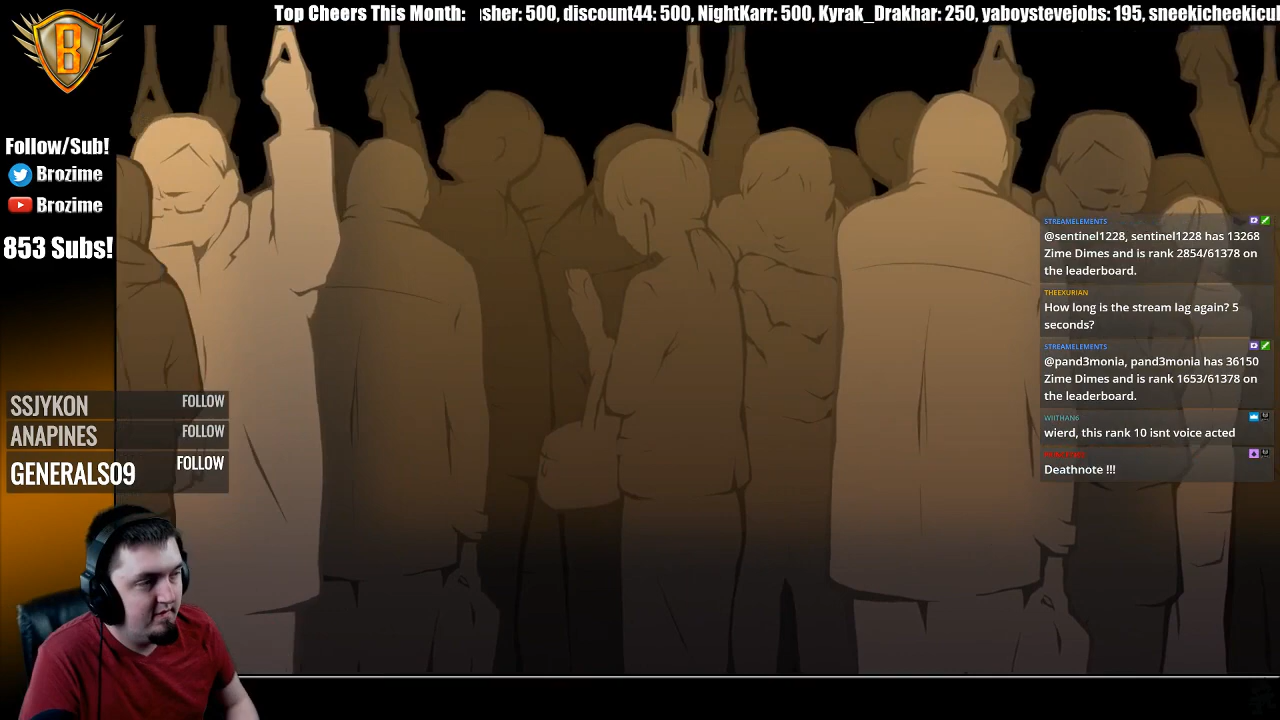 Top Cheers This Month: usher: 500, discount44: 500, NightKarr: 500, Kyrak_Drakhar: 250, yaboystevejobs: 195, sneekicheekicul
B
Follow/Sub!
Brozime
Brozime
853 Subs!
SSJYKON FOLLOW
ANAPINES FOLLOW
GENERALS09 FOLLOW
STREAMELEMENTS
@sentinel1228, sentinel1228 has 13268
Zime Dimes and is rank 2854/61378 on
the leaderboard.
THEEXURIAN
How long is the stream lag again? 5
seconds?
STREAMELEMENTS
@pand3monia, pand3monia has 36150
Zime Dimes and is rank 1653/61378 on
the leaderboard.
WIITHAN6
wierd, this rank 10 isnt voice acted
Deathnote !!!